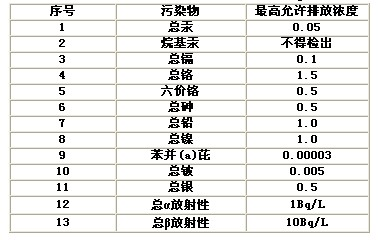 序号 污染物 最高允许排放浓度
1 总汞 0.05
2 烷基汞 不得检出
3 总镉 0.1
4 总铬 1.5
5 六价铬 0.5
6 总砷 0.5
7 总铅 1.0
8 总镍 1.0
9 苯并(a)芘 0.00003
10 总铍 0.005
11 总银 0.5
12 总α放射性 1Bq/L
13 总β放射性 10Bq/L